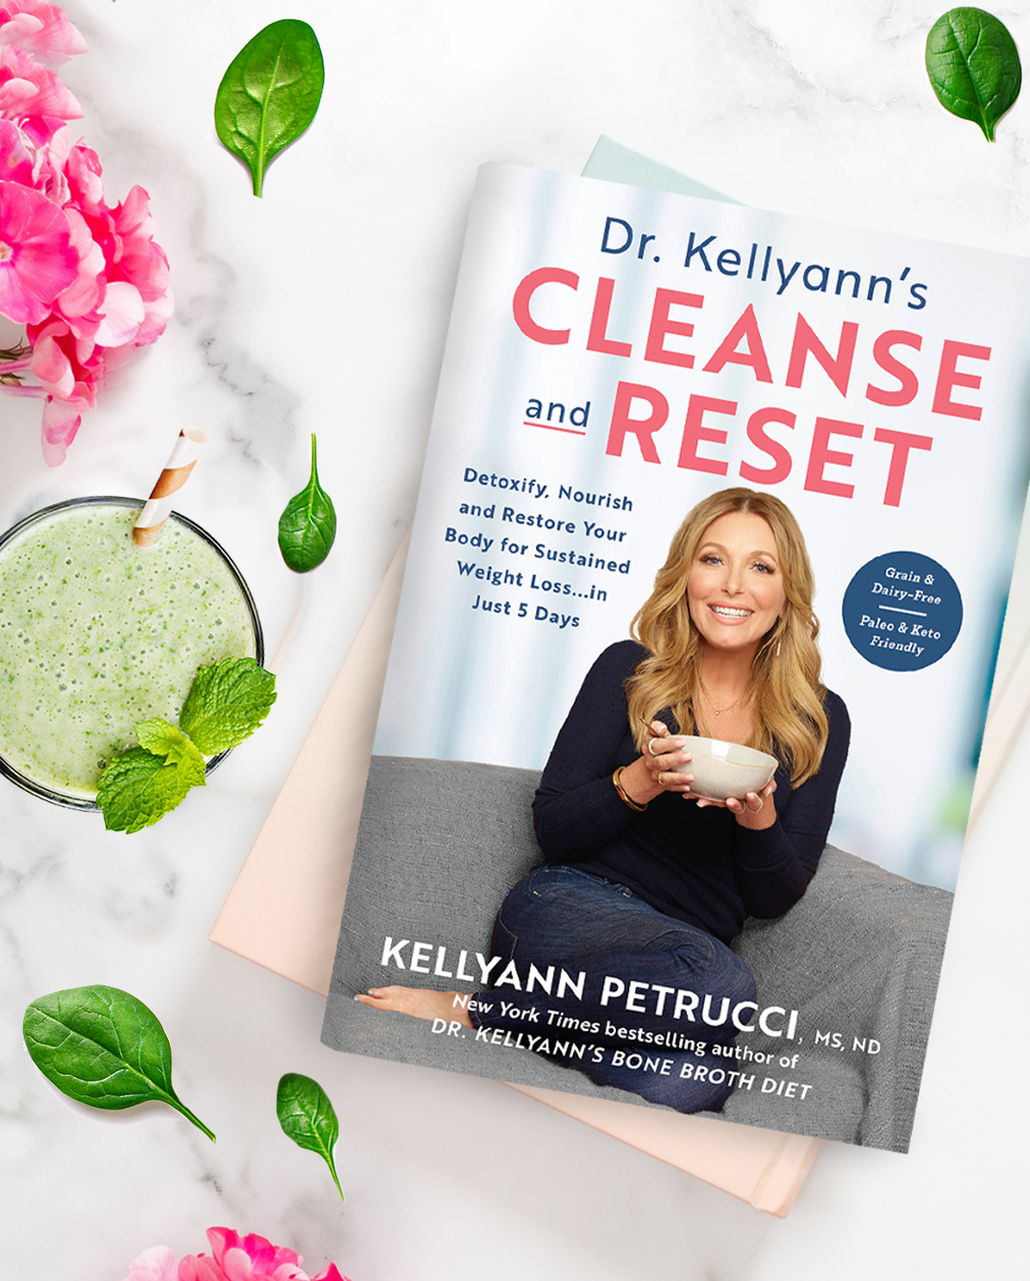 Dr. Kellyann's
CLEANSE
and RESET
Detoxify, Nourish
and Restore Your
Body for Sustained
Weight Loss...in
Just 5 Days
Grain &
Dairy-Free
Paleo & Keto
Friendly
KELLYANN PETRUCCI, MS, ND
New York Times bestselling author of
DR. KELLYANN'S BONE BROTH DIET